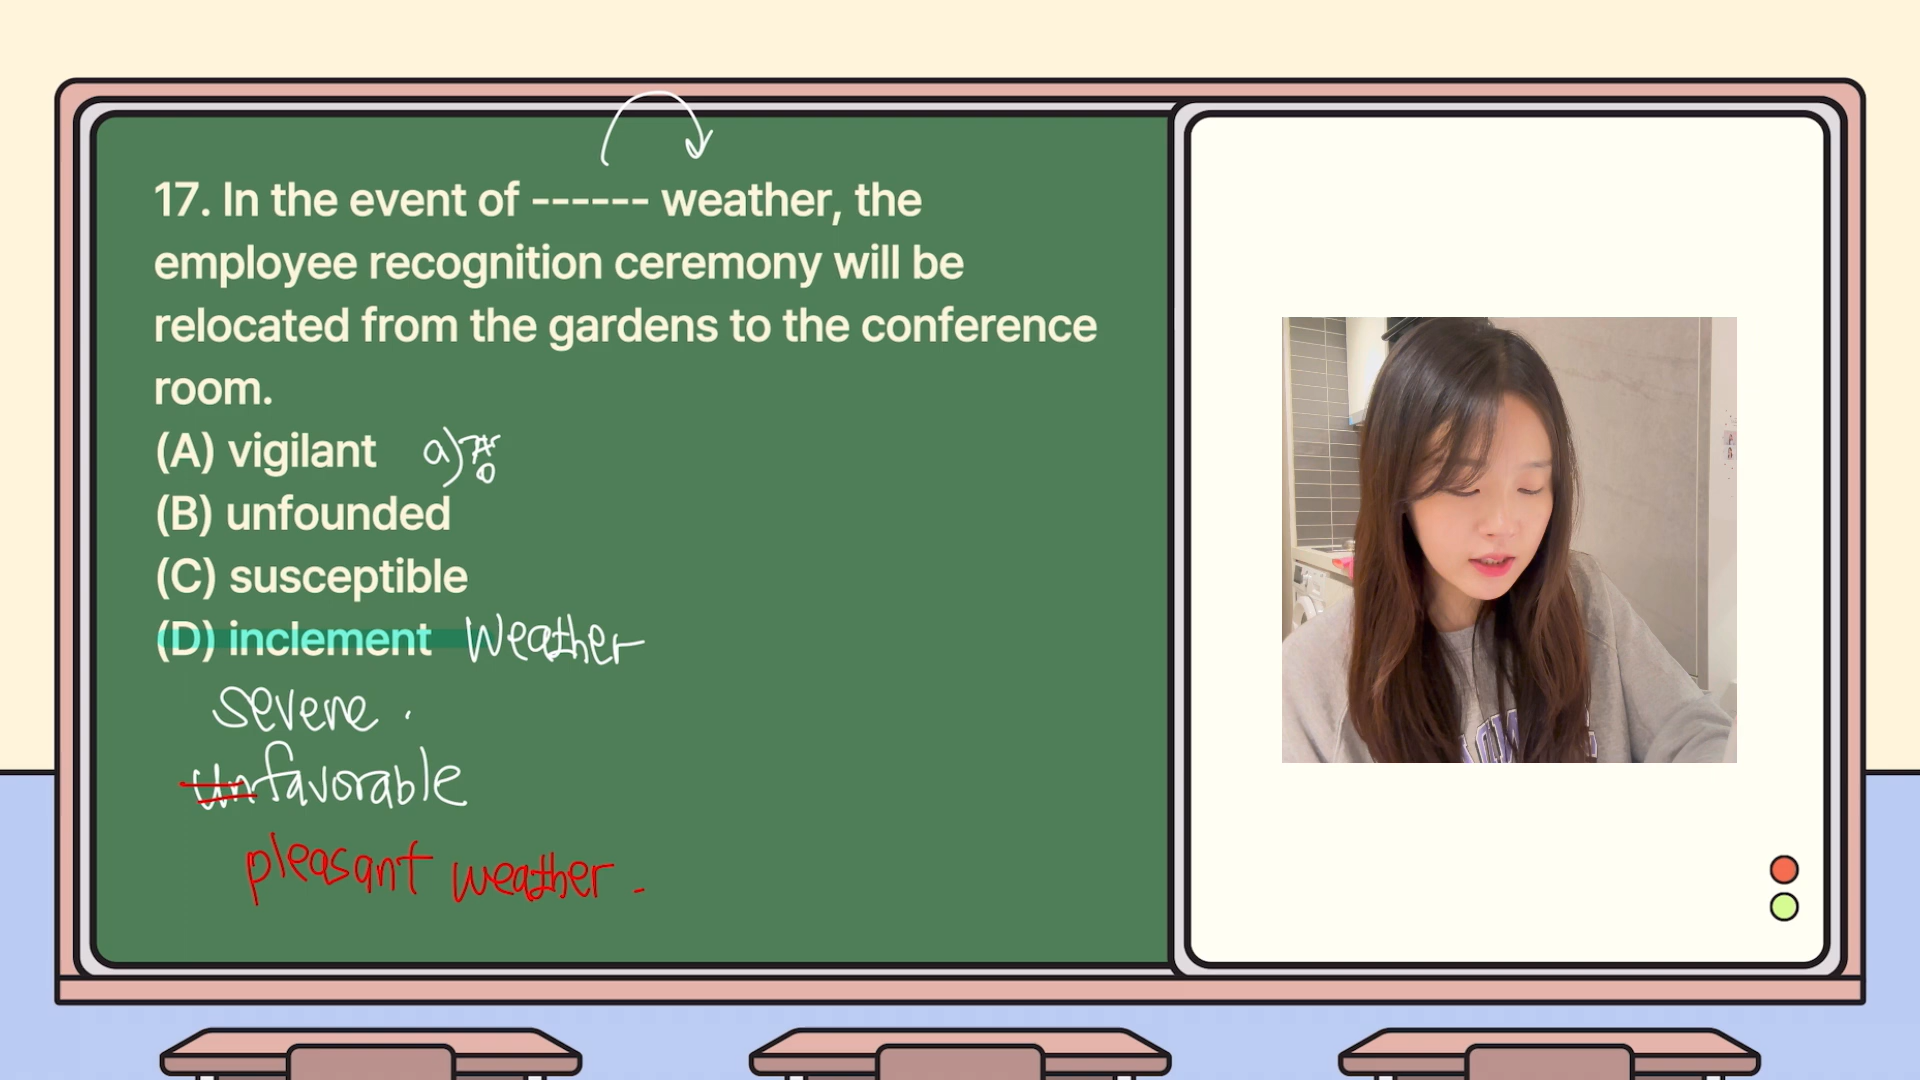 17. In the event of ------ weather, the
employee recognition ceremony will be
relocated from the gardens to the conference
room.
(A) vigilant a)
(B) unfounded
(C) susceptible
(D) inclement Weather
severe.
unfavorable
pleasant weather.